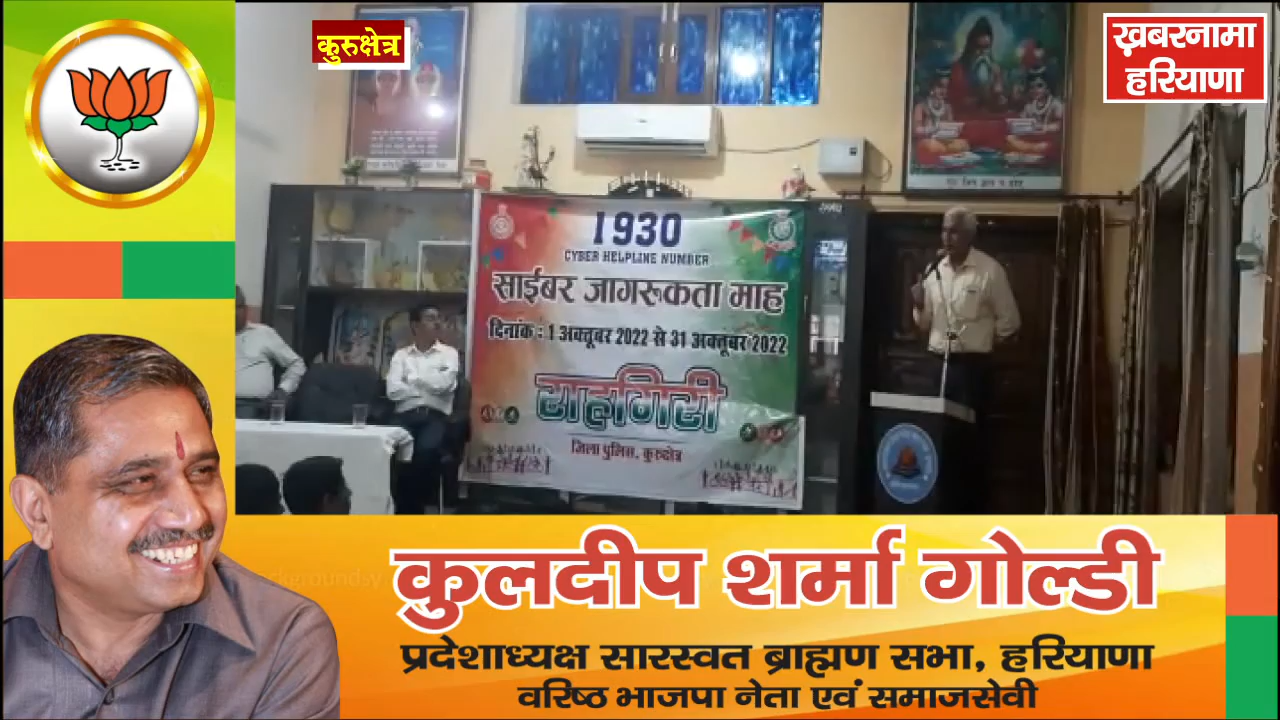 कुरुक्षेत्र
ख़बरनामा
हरियाणा
1930
CYBER HELPLINE NUMBER
साईबर जागरूकता माह
दिनांक : 1 अक्तूबर 2022 से 31 अक्तूबर 2022
राहगिरी
जिला पुलिस, कुरुक्षेत्र
कुलदीप शर्मा गोल्डी
प्रदेशाध्यक्ष सारस्वत ब्राह्मण सभा, हरियाणा
वरिष्ठ भाजपा नेता एवं समाजसेवी